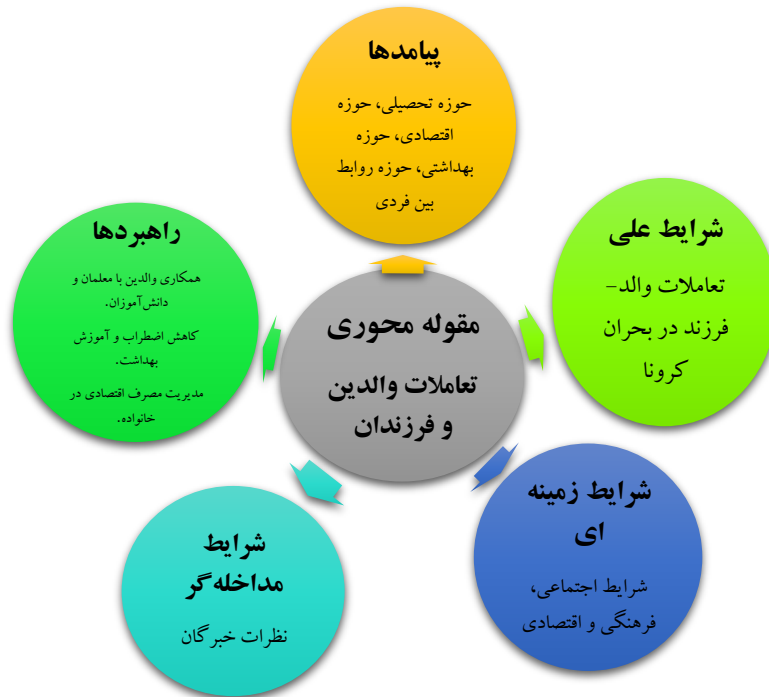 پیامدها
حوزه تحصیلی، حوزه
اقتصادی، حوزه
بهداشتی، حوزه روابط
بین فردی
شرایط علی
تعاملات والد-
فرزند در بحران
کرونا
راهبردها
همکاری والدین با معلمان و
دانش‌آموزان.
کاهش اضطراب و آموزش
بهداشت.
مدیریت مصرف اقتصادی در
خانواده.
مقوله محوری
تعاملات والدین
و فرزندان
شرایط زمینه
ای
شرایط اجتماعی،
فرهنگی و اقتصادی
شرایط
مداخله‌گر
نظرات خبرگان